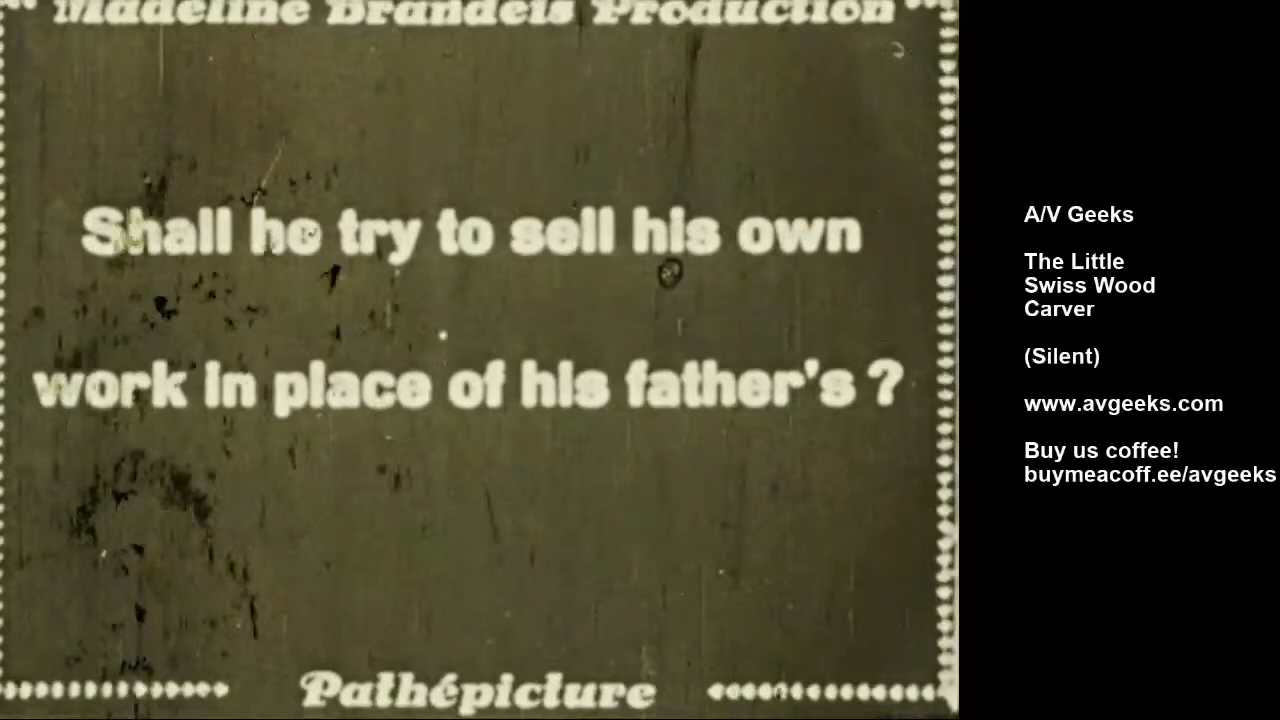 Madeline Brandeis Production
Shall he try to sell his own
work in place of his father's ?
Pathépicture
A/V Geeks
The Little
Swiss Wood
Carver
(Silent)
www.avgeeks.com
Buy us coffee!
buymeacoff.ee/avgeeks